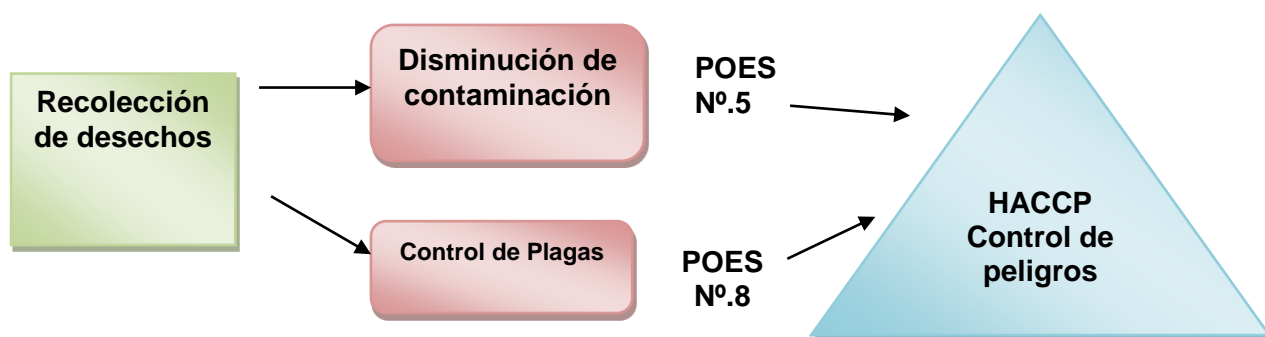 Recolección
de desechos
Disminución de
contaminación
POES
Nº.5
Control de Plagas
POES
Nº.8
HACCP
Control de
peligros